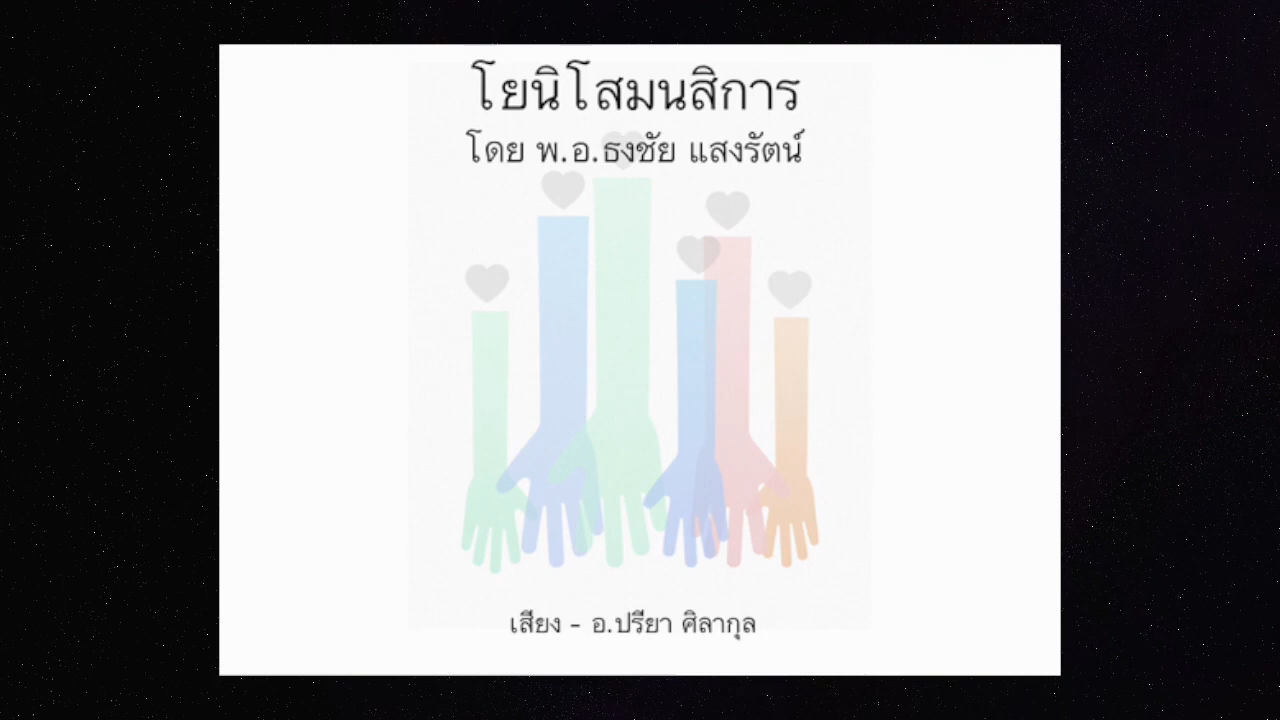 โยนิโสมนสิการ
โดย พ.อ.ธงชัย แสงรัตน์
เสียง - อ.ปรียา ศิลากุล